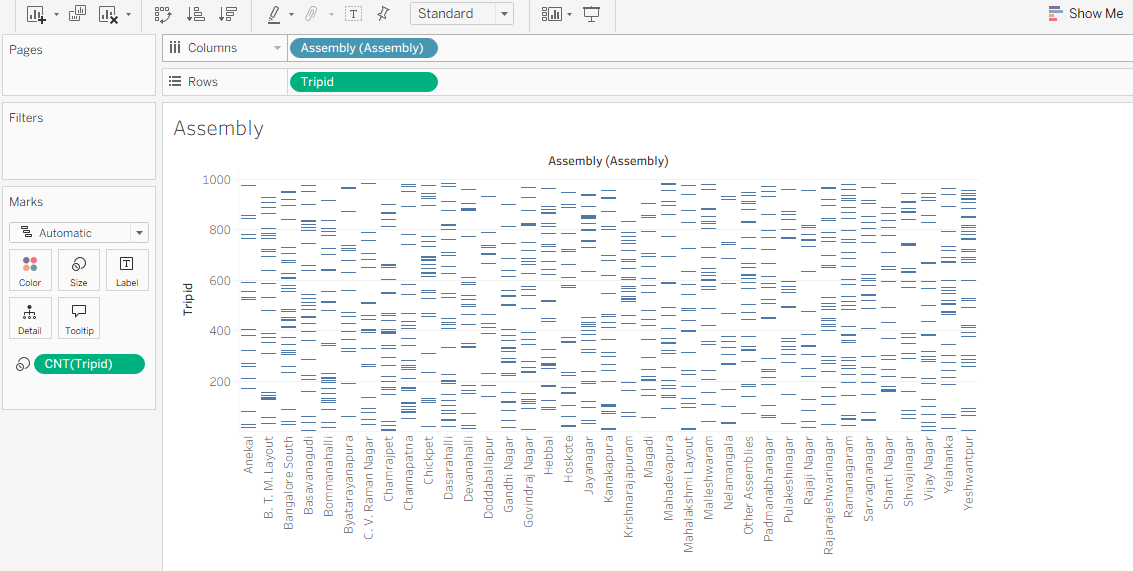 Standard
Show Me
Pages
Columns
Assembly (Assembly)
Rows
Tripid
Filters
Marks
Automatic
Color
Size
Label
Detail
Tooltip
CNT(Tripid)
Assembly
Assembly (Assembly)
Tripid
1000
800
600
400
200
Anekal
B. T. M. Layout
Bangalore South
Basavanagudi
Bommanahalli
Byatarayanapura
C. V. Raman Nagar
Chamrajpet
Channapatna
Chickpet
Dasarahalli
Devanahalli
Doddaballapur
Gandhi Nagar
Govindraj Nagar
Hebbal
Hoskote
Jayanagar
Kanakapura
Krishnarajapuram
Magadi
Mahadevapura
Mahalakshmi Layout
Malleshwaram
Nelamangala
Other Assemblies
Padmanabhanagar
Pulakeshinagar
Rajaji Nagar
Rajarajeshwarinagar
Ramanagaram
Sarvagnanagar
Shanti Nagar
Shivajinagar
Vijay Nagar
Yelahanka
Yeshwantpur